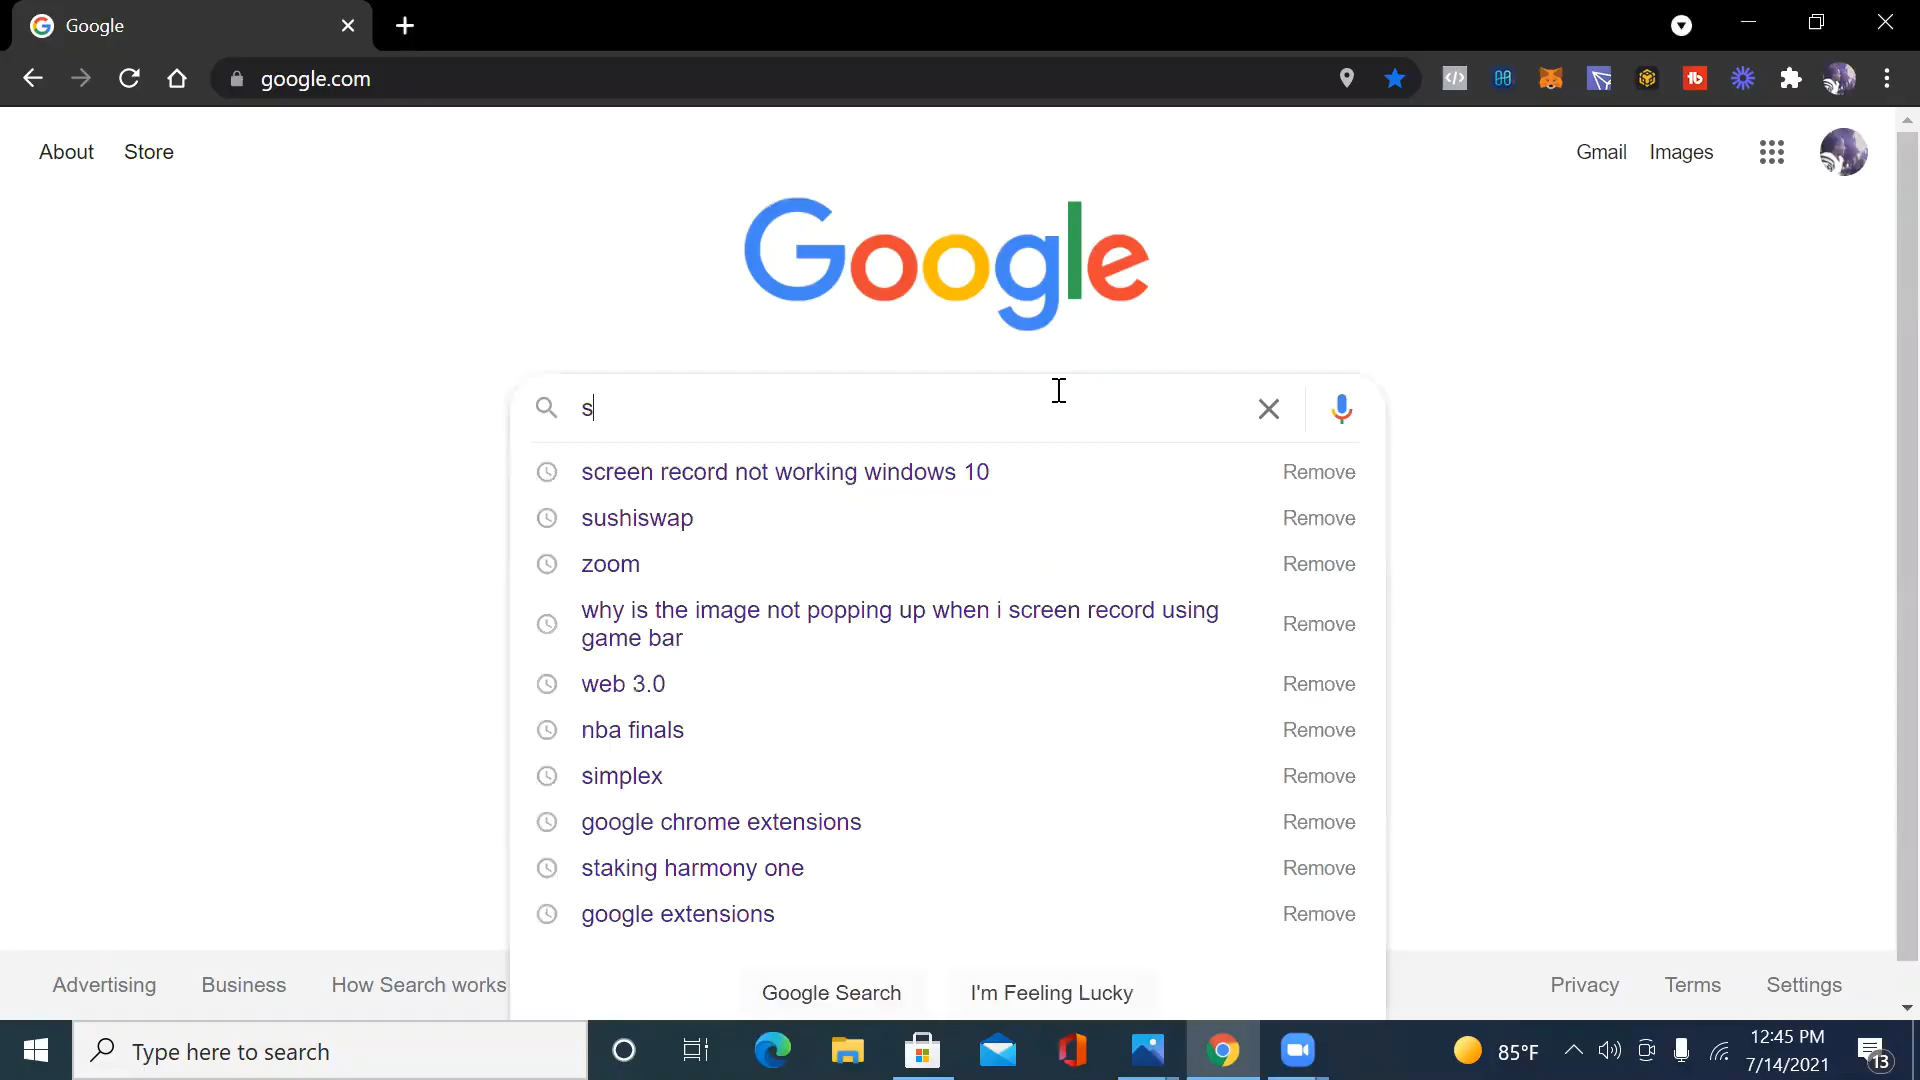 Google
google.com
About
Store
Gmail
Images
Google
s
screen record not working windows 10
Remove
sushiswap
Remove
zoom
Remove
why is the image not popping up when i screen record using
game bar
Remove
web 3.0
Remove
nba finals
Remove
simplex
Remove
google chrome extensions
Remove
staking harmony one
Remove
google extensions
Remove
Google Search
I'm Feeling Lucky
Advertising
Business
How Search works
Privacy
Terms
Settings
Type here to search
85°F
12:45 PM
7/14/2021
13